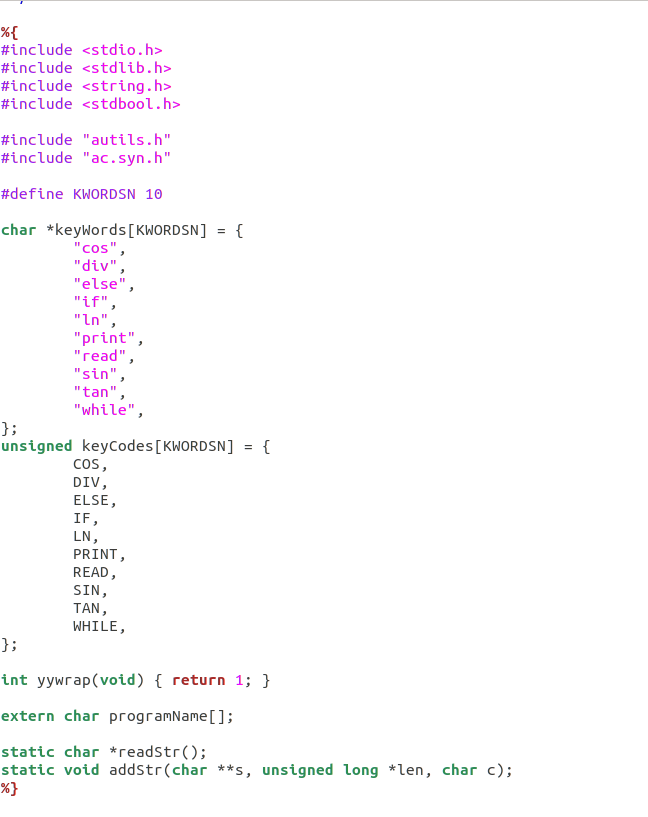 %{
#include <stdio.h>
#include <stdlib.h>
#include <string.h>
#include <stdbool.h>

#include "autils.h"
#include "ac.syn.h"

#define KWORDSN 10

char *keyWords[KWORDSN] = {
        "cos",
        "div",
        "else",
        "if",
        "ln",
        "print",
        "read",
        "sin",
        "tan",
        "while",
};
unsigned keyCodes[KWORDSN] = {
        COS,
        DIV,
        ELSE,
        IF,
        LN,
        PRINT,
        READ,
        SIN,
        TAN,
        WHILE,
};

int yywrap(void) { return 1; }

extern char programName[];

static char *readStr();
static void addStr(char **s, unsigned long *len, char c);
%}